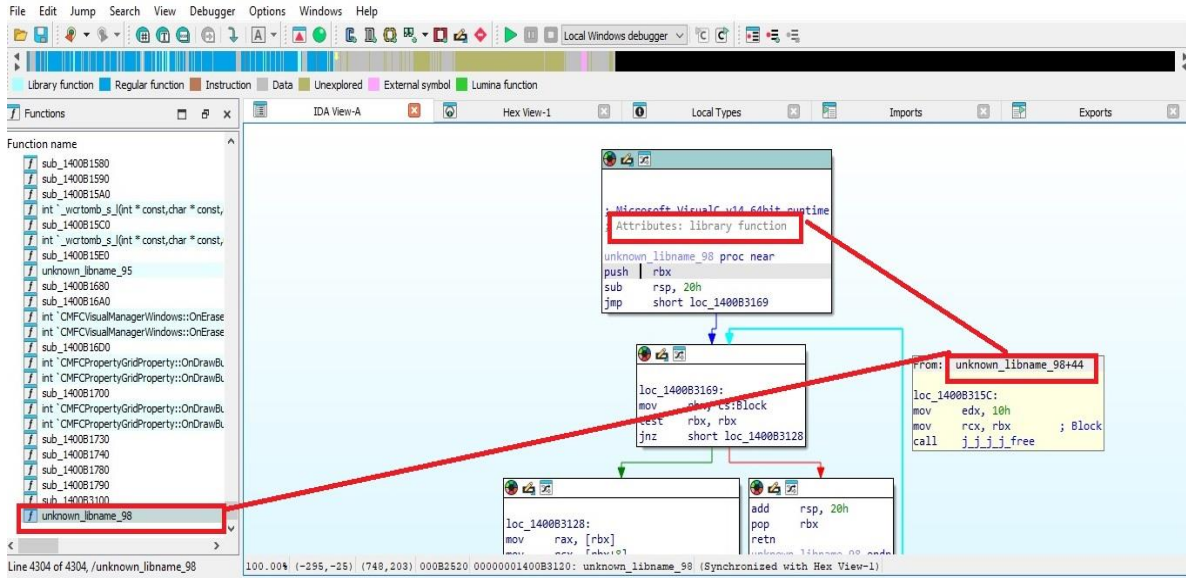 File Edit Jump Search View Debugger Options Windows Help
Local Windows debugger
Library function Regular function Instruction Data Unexplored External symbol Lumina function
Functions
IDA View-A Hex View-1 Local Types Imports Exports
Function name
sub_1400B1580
sub_1400B1590
sub_1400B15A0
int `_wcrtomb_s_l(int * const,char * const,
sub_1400B15C0
int `_wcrtomb_s_l(int * const,char * const,
sub_1400B15E0
unknown_libname_95
sub_1400B1680
sub_1400B16A0
int `CMFCVisualManagerWindows::OnErase
int `CMFCVisualManagerWindows::OnErase
sub_1400B16D0
int `CMFCPropertyGridProperty::OnDrawBu
int `CMFCPropertyGridProperty::OnDrawBu
sub_1400B1700
int `CMFCPropertyGridProperty::OnDrawBu
int `CMFCPropertyGridProperty::OnDrawBu
sub_1400B1730
sub_1400B1740
sub_1400B1780
sub_1400B1790
sub_1400B3100
unknown_libname_98
Line 4304 of 4304, /unknown_libname_98
; Microsoft VisualC v14 64bit runtime
; Attributes: library function
unknown_libname_98 proc near
push rbx
sub rsp, 20h
jmp short loc_1400B3169
loc_1400B3169:
mov rbx, cs:Block
test rbx, rbx
jnz short loc_1400B3128
From: unknown_libname_98+44
loc_1400B315C:
mov edx, 10h
mov rcx, rbx ; Block
call j_j_j_j_free
loc_1400B3128:
mov rax, [rbx]
mov rcx, [rbx+8]
add rsp, 20h
pop rbx
retn
unknown_libname_98 endp
100.00% (-295,-25) (748,203) 000B2520 00000001400B3120: unknown_libname_98 (Synchronized with Hex View-1)